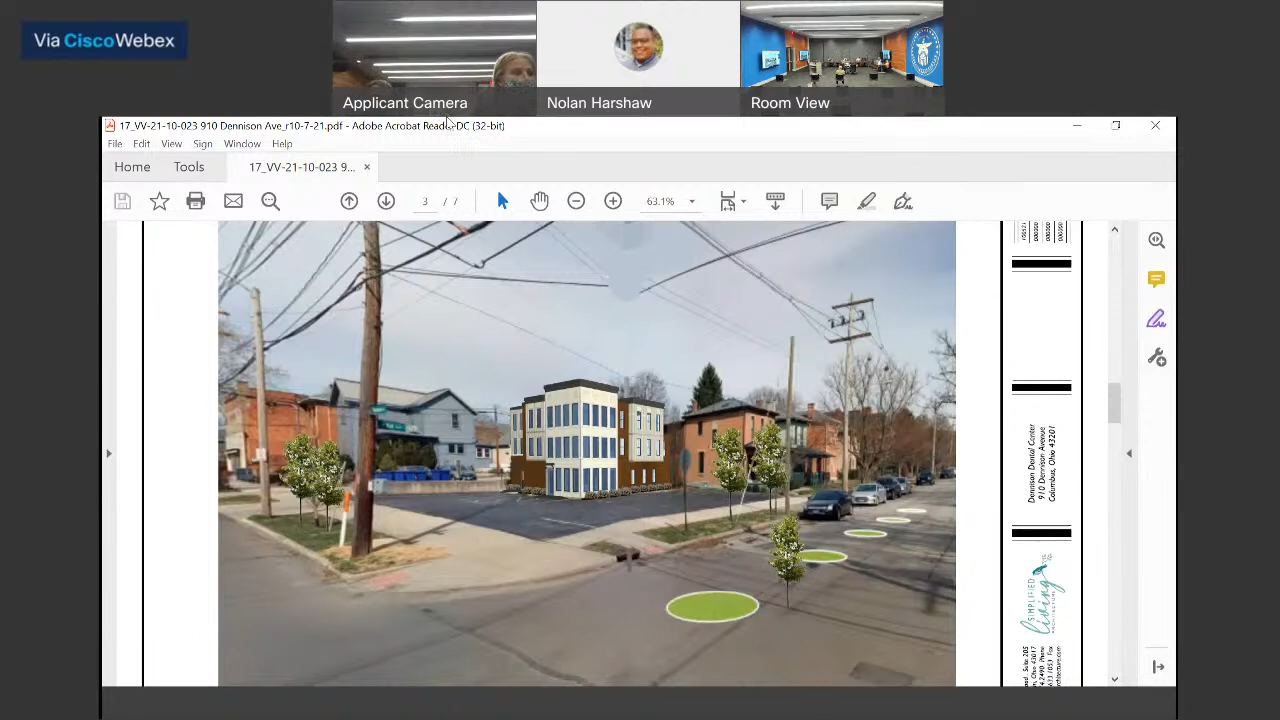 Via CiscoWebex
Applicant Camera
Nolan Harshaw
Room View
17_VV-21-10-023 910 Dennison Ave_r10-7-21.pdf - Adobe Acrobat Reader DC (32-bit)
File Edit View Sign Window Help
Home Tools 17_VV-21-10-023 9... ×
3 / 7 63.1%
Dennison Dental Center
910 Dennison Avenue
Columbus, Ohio 43201
SIMPLIFIED
living
ARCHITECTURE